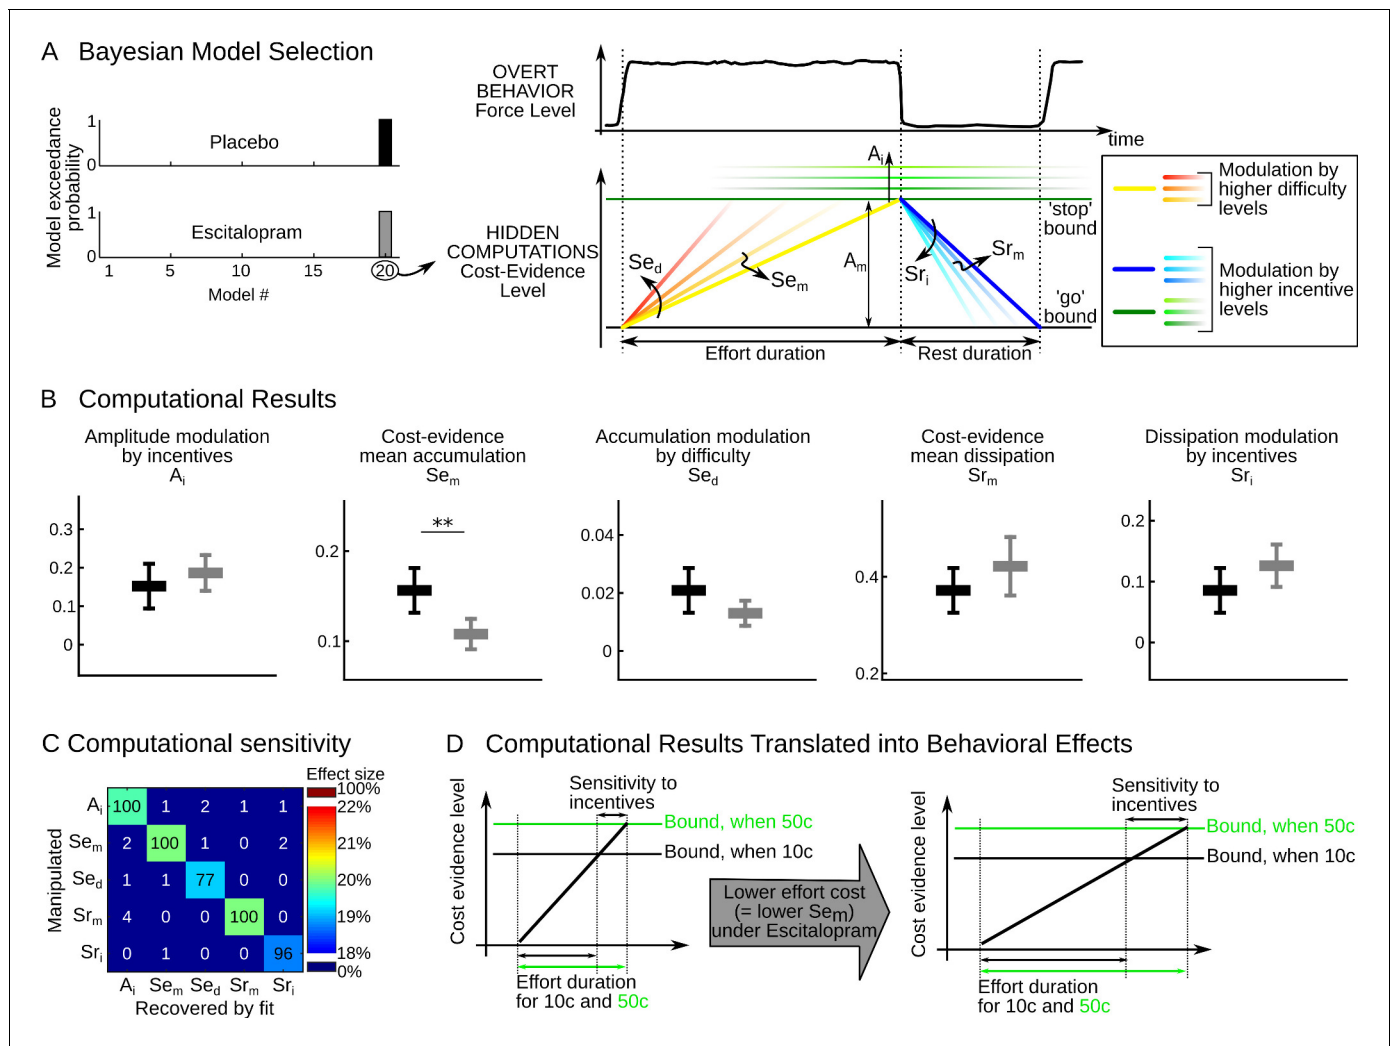 A Bayesian Model Selection
Model exceedance
probability
1
0
Placebo
1
0
Escitalopram
1 5 10 15 20
Model #
OVERT
BEHAVIOR
Force Level
time
HIDDEN
COMPUTATIONS
Cost-Evidence
Level
Sed
Sem
Ai
Am
Sri
Srm
'stop'
bound
'go'
bound
Effort duration
Rest duration
Modulation by
higher difficulty
levels
Modulation by
higher incentive
levels
B Computational Results
Amplitude modulation
by incentives
Ai
0.3
0.2
0.1
0
Cost-evidence
mean accumulation
Sem
**
0.2
0.1
Accumulation modulation
by difficulty
Sed
0.04
0.02
0
Cost-evidence
mean dissipation
Srm
0.4
0.2
Dissipation modulation
by incentives
Sri
0.2
0.1
0
C Computational sensitivity
Effect size
Manipulated
Ai 100 1 2 1 1
Sem 2 100 1 0 2
Sed 1 1 77 0 0
Srm 4 0 0 100 0
Sri 0 1 0 0 96
Ai Sem Sed Srm Sri
Recovered by fit
100%
22%
21%
20%
19%
18%
0%
D Computational Results Translated into Behavioral Effects
Cost evidence level
Sensitivity to
incentives
Bound, when 50c
Bound, when 10c
Effort duration
for 10c and 50c
Lower effort cost
(= lower Sem)
under Escitalopram
Cost evidence level
Sensitivity to
incentives
Bound, when 50c
Bound, when 10c
Effort duration
for 10c and 50c